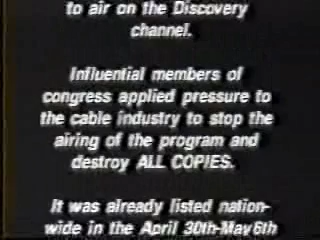 to air on the Discovery
channel.
Influential members of
congress applied pressure to
the cable industry to stop the
airing of the program and
destroy ALL COPIES.
It was already listed nation-
wide in the April 30th-May6th